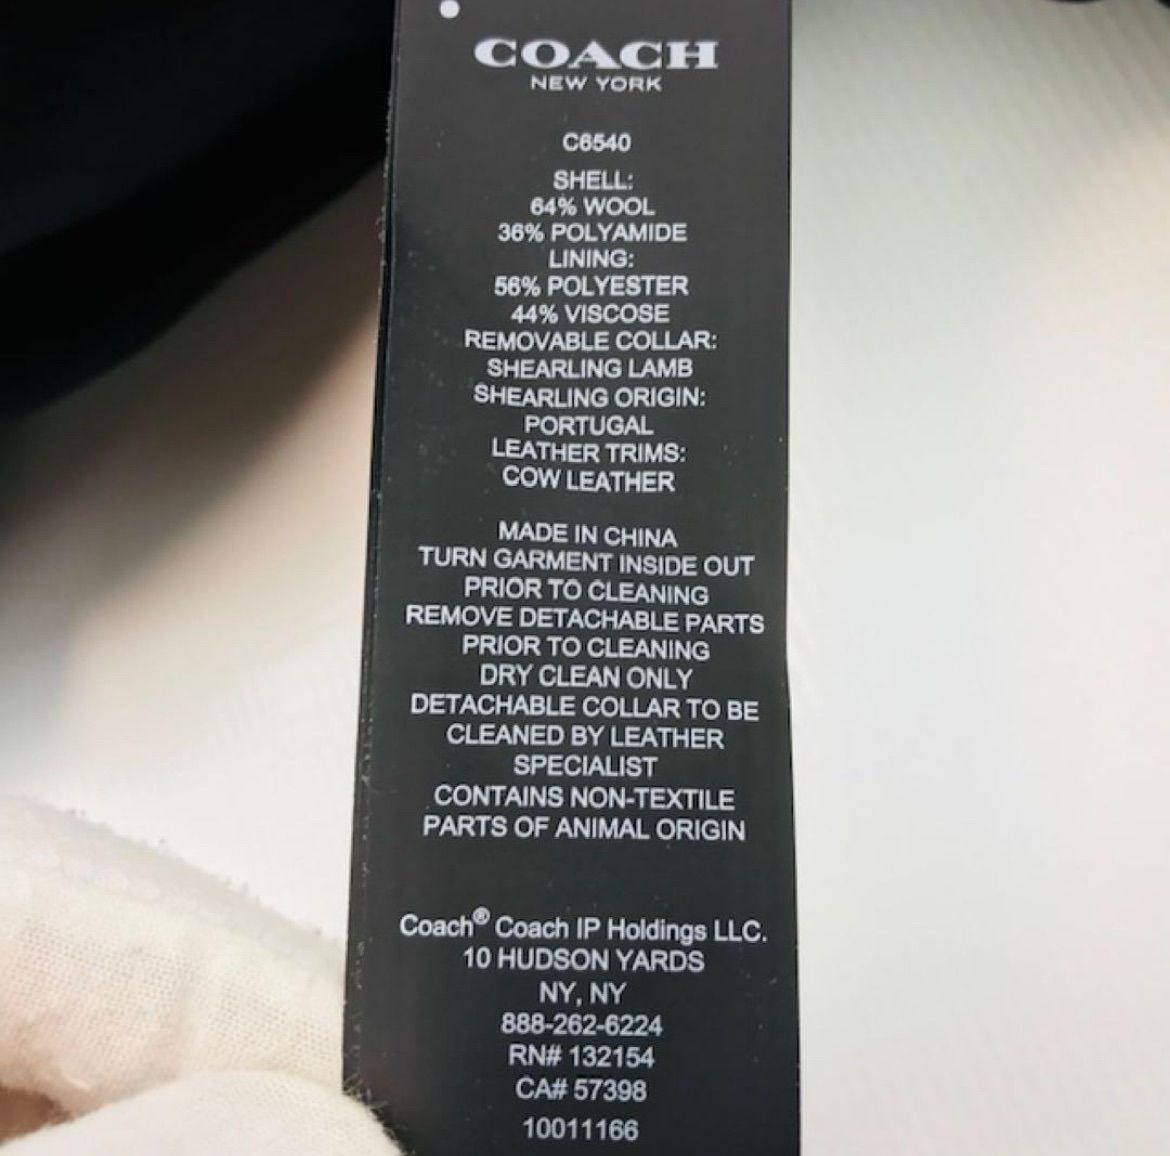 COACH
NEW YORK
C6540
SHELL:
64% WOOL
36% POLYAMIDE
LINING:
56% POLYESTER
44% VISCOSE
REMOVABLE COLLAR:
SHEARLING LAMB
SHEARLING ORIGIN:
PORTUGAL
LEATHER TRIMS:
COW LEATHER
MADE IN CHINA
TURN GARMENT INSIDE OUT
PRIOR TO CLEANING
REMOVE DETACHABLE PARTS
PRIOR TO CLEANING
DRY CLEAN ONLY
DETACHABLE COLLAR TO BE
CLEANED BY LEATHER
SPECIALIST
CONTAINS NON-TEXTILE
PARTS OF ANIMAL ORIGIN
Coach® Coach IP Holdings LLC.
10 HUDSON YARDS
NY, NY
888-262-6224
RN# 132154
CA# 57398
10011166